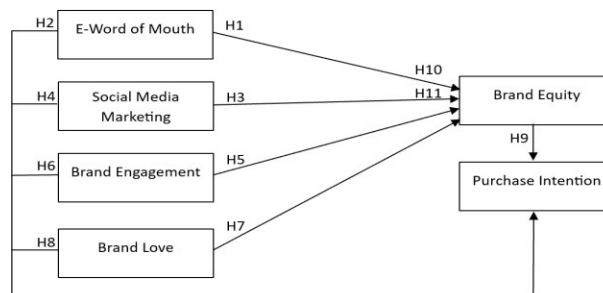 H2
E-Word of Mouth
H1
H10
H4
Social Media
Marketing
H3
H11
Brand Equity
H9
H6
Brand Engagement
H5
Purchase Intention
H7
H8
Brand Love